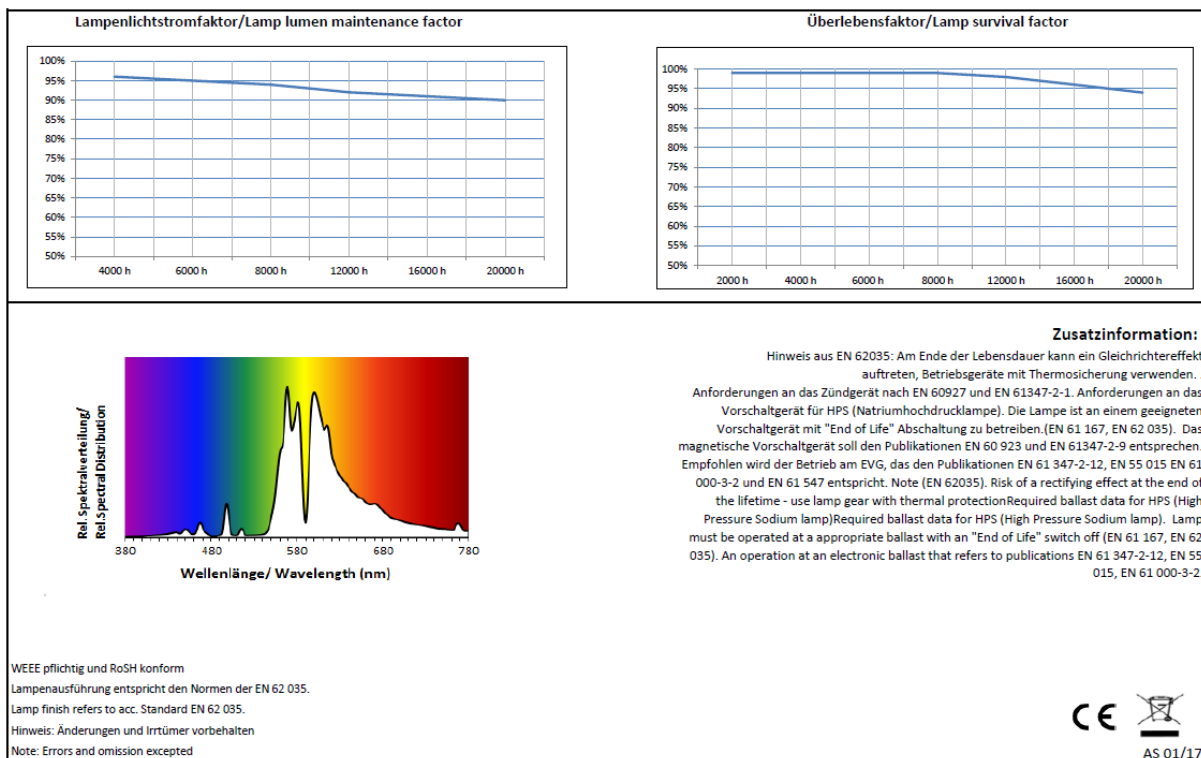 Lampenlichtstromfaktor/Lamp lumen maintenance factor
100%
95%
90%
85%
80%
75%
70%
65%
60%
55%
50%
4000 h 6000 h 8000 h 12000 h 16000 h 20000 h
Überlebensfaktor/Lamp survival factor
100%
95%
90%
85%
80%
75%
70%
65%
60%
55%
50%
2000 h 4000 h 6000 h 8000 h 12000 h 16000 h 20000 h
Rel. Spektralverteilung/
Rel.Spectral Distribution
380 480 580 680 780
Wellenlänge/ Wavelength (nm)
Zusatzinformation:
Hinweis aus EN 62035: Am Ende der Lebensdauer kann ein Gleichrichtereffekt
auftreten, Betriebsgeräte mit Thermosicherung verwenden. .
Anforderungen an das Zündgerät nach EN 60927 und EN 61347-2-1. Anforderungen an das
Vorschaltgerät für HPS (Natriumhochdrucklampe). Die Lampe ist an einem geeigneten
Vorschaltgerät mit "End of Life" Abschaltung zu betreiben.(EN 61 167, EN 62 035). Das
magnetische Vorschaltgerät soll den Publikationen EN 60 923 und EN 61347-2-9 entsprechen.
Empfohlen wird der Betrieb am EVG, das den Publikationen EN 61 347-2-12, EN 55 015 EN 61
000-3-2 und EN 61 547 entspricht. Note (EN 62035). Risk of a rectifying effect at the end of
the lifetime - use lamp gear with thermal protectionRequired ballast data for HPS (High
Pressure Sodium lamp)Required ballast data for HPS (High Pressure Sodium lamp). Lamp
must be operated at a appropriate ballast with an "End of Life" switch off (EN 61 167, EN 62
035). An operation at an electronic ballast that refers to publications EN 61 347-2-12, EN 55
015, EN 61 000-3-2
WEEE pflichtig und RoSH konform
Lampenausführung entspricht den Normen der EN 62 035.
Lamp finish refers to acc. Standard EN 62 035.
Hinweis: Änderungen und Irrtümer vorbehalten
Note: Errors and omission excepted
CE
AS 01/17